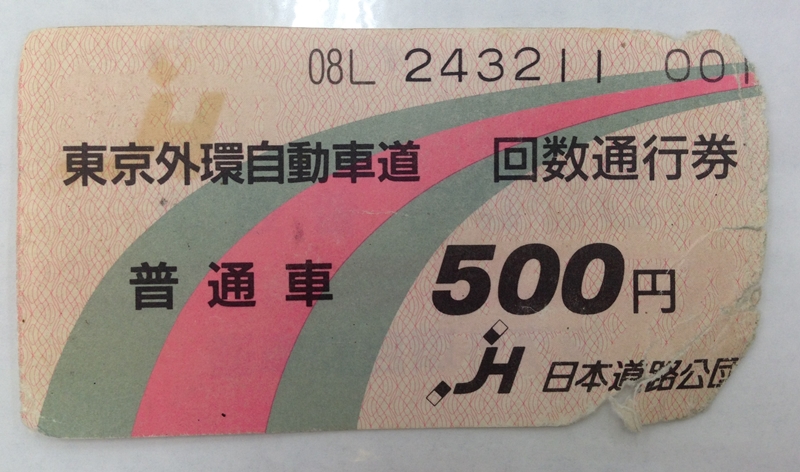 08L 243211 001
東京外環自動車道 回数通行券
普通車 500円
JH 日本道路公団